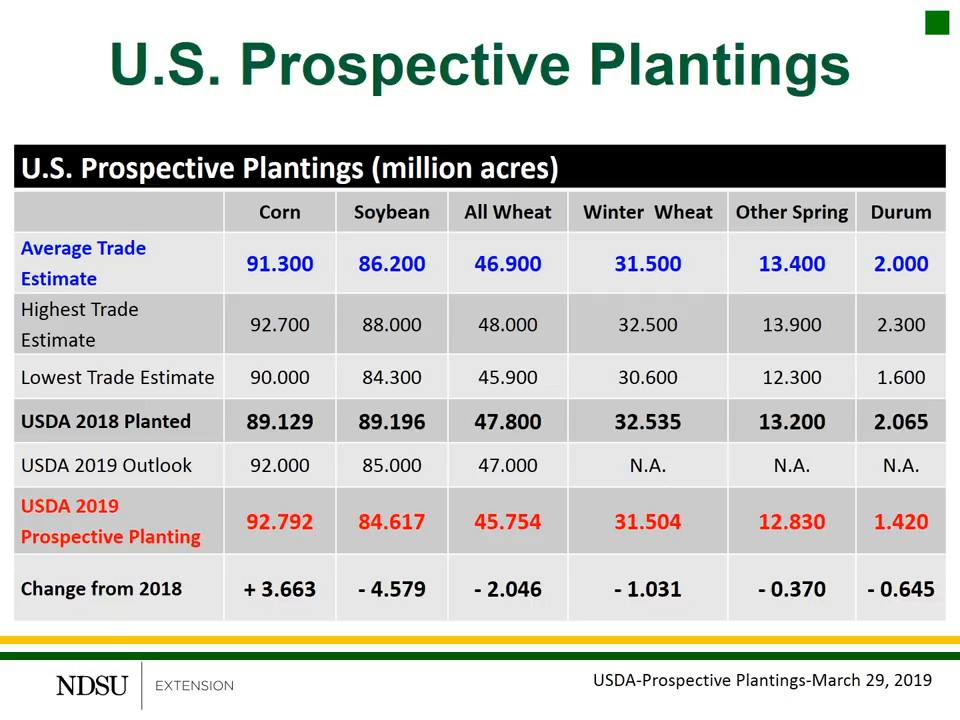 U.S. Prospective Plantings
U.S. Prospective Plantings (million acres)
Corn Soybean All Wheat Winter Wheat Other Spring Durum
Average Trade
Estimate 91.300 86.200 46.900 31.500 13.400 2.000
Highest Trade
Estimate 92.700 88.000 48.000 32.500 13.900 2.300
Lowest Trade Estimate 90.000 84.300 45.900 30.600 12.300 1.600
USDA 2018 Planted 89.129 89.196 47.800 32.535 13.200 2.065
USDA 2019 Outlook 92.000 85.000 47.000 N.A. N.A. N.A.
USDA 2019
Prospective Planting 92.792 84.617 45.754 31.504 12.830 1.420
Change from 2018 + 3.663 - 4.579 - 2.046 - 1.031 - 0.370 - 0.645
NDSU EXTENSION
USDA-Prospective Plantings-March 29, 2019